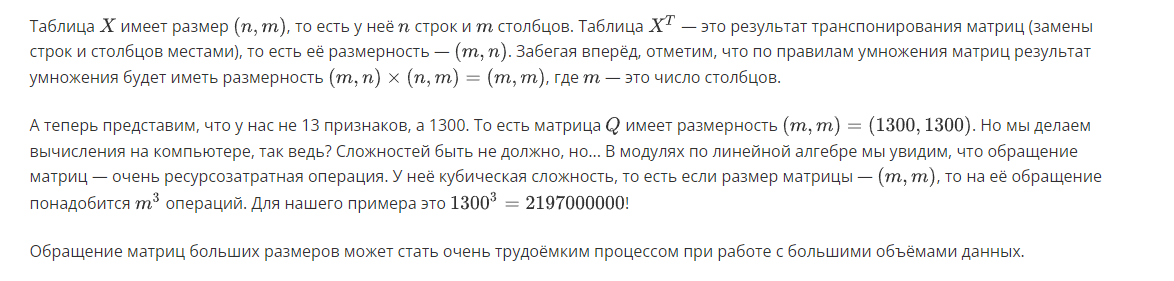 Таблица X имеет размер (n, m), то есть у неё n строк и m столбцов. Таблица X^T — это результат транспонирования матриц (замены
строк и столбцов местами), то есть её размерность — (m, n). Забегая вперёд, отметим, что по правилам умножения матриц результат
умножения будет иметь размерность (m, n) × (n, m) = (m, m), где m — это число столбцов.
А теперь представим, что у нас не 13 признаков, а 1300. То есть матрица Q имеет размерность (m, m) = (1300, 1300). Но мы делаем
вычисления на компьютере, так ведь? Сложностей быть не должно, но... В модулях по линейной алгебре мы увидим, что обращение
матриц — очень ресурсозатратная операция. У неё кубическая сложность, то есть если размер матрицы — (m, m), то на её обращение
понадобится m³ операций. Для нашего примера это 1300³ = 2197000000!
Обращение матриц больших размеров может стать очень трудоёмким процессом при работе с большими объёмами данных.